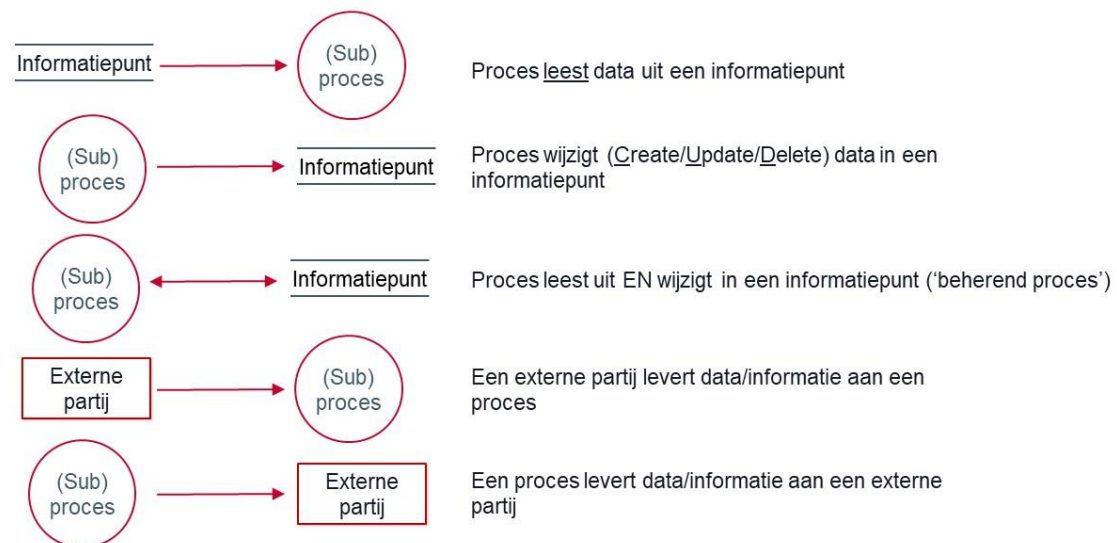 Informatiepunt
(Sub)
proces
Proces leest data uit een informatiepunt
(Sub)
proces
Informatiepunt
Proces wijzigt (Create/Update/Delete) data in een
informatiepunt
(Sub)
proces
Informatiepunt
Proces leest uit EN wijzigt in een informatiepunt (‘beherend proces’)
Externe
partij
(Sub)
proces
Een externe partij levert data/informatie aan een
proces
(Sub)
proces
Externe
partij
Een proces levert data/informatie aan een externe
partij